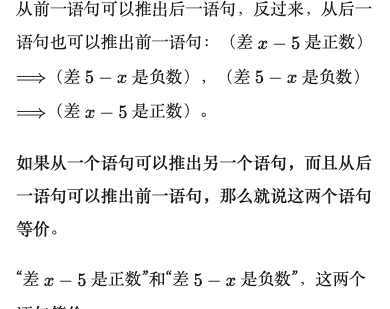 从前一语句可以推出后一语句，反过来，从后一
语句也可以推出前一语句：（差 x − 5 是正数）
⟹（差 5 − x 是负数），（差 5 − x 是负数）
⟹（差 x − 5 是正数）。
如果从一个语句可以推出另一个语句，而且从后
一语句可以推出前一语句，那么就说这两个语句
等价。
“差 x − 5 是正数”和“差 5 − x 是负数”，这两个